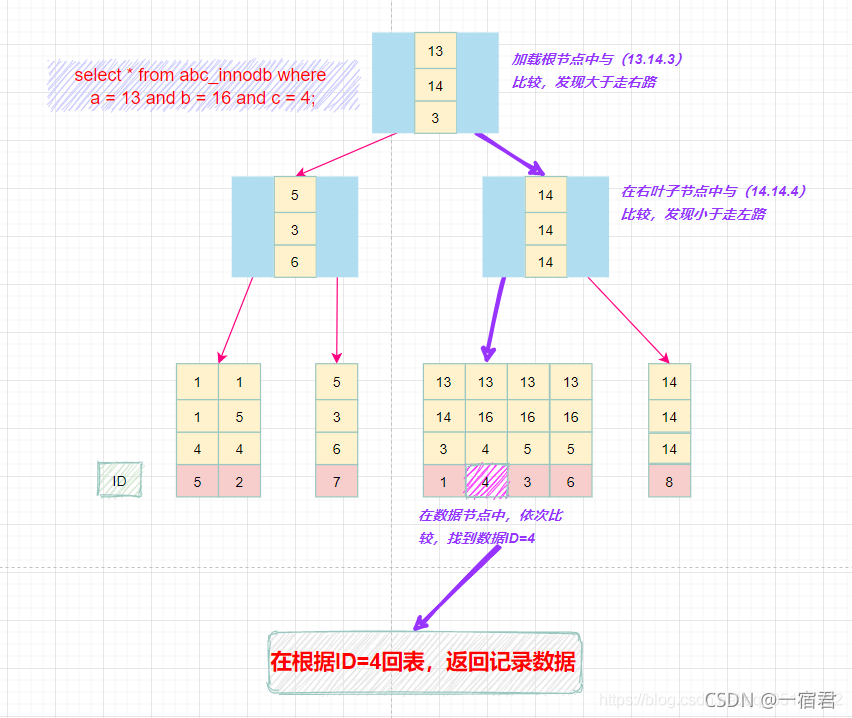 select * from abc_innodb where
a = 13 and b = 16 and c = 4;
13
14
3
加载根节点中与（13.14.3）
比较，发现大于走右路
5
3
6
14
14
14
在右叶子节点中与（14.14.4）
比较，发现小于走左路
1 1 5 13 13 13 13 14
1 5 3 14 16 16 16 14
4 4 6 3 4 5 5 14
ID 5 2 7 1 4 3 6 8
在数据节点中，依次比
较，找到数据ID=4
在根据ID=4回表，返回记录数据
https://blog.csd
CSDN @一宿君